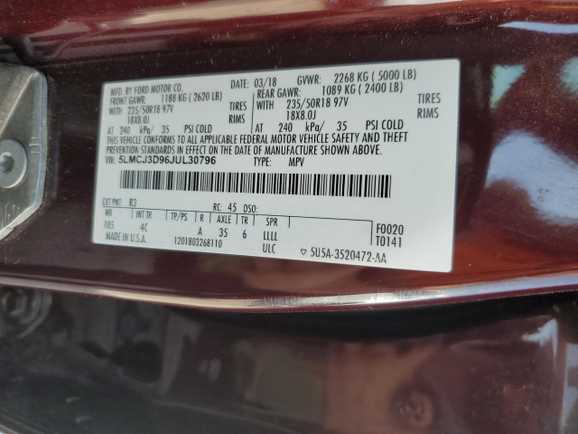 MFD. BY FORD MOTOR CO.
DATE: 03/18 GVWR: 2268 KG ( 5000 LB)
FRONT GAWR: 1188 KG ( 2620 LB) REAR GAWR: 1089 KG ( 2400 LB)
WITH 235/50R18 97V TIRES WITH 235/50R18 97V TIRES
18X8.0J RIMS 18X8.0J RIMS
AT 240 kPa/ 35 PSI COLD AT 240 kPa/ 35 PSI COLD
THIS VEHICLE CONFORMS TO ALL APPLICABLE FEDERAL MOTOR VEHICLE SAFETY AND BUMPER
STANDARDS AND THEFT PREVENTION STANDARDS IN EFFECT ON THE DATE OF MANUFACTURE SHOWN ABOVE.
VIN: 5LMCJ3D96JUL30796 TYPE: MPV
EXT PNT: R3 RC: 45 DSO:
WB INT TR TP/PS R AXLE TR SPR F0020
106 4C A 35 6 LLLL T0141
MADE IN U.S.A. 1201803268110 ULC 5U5A-3520472-AA